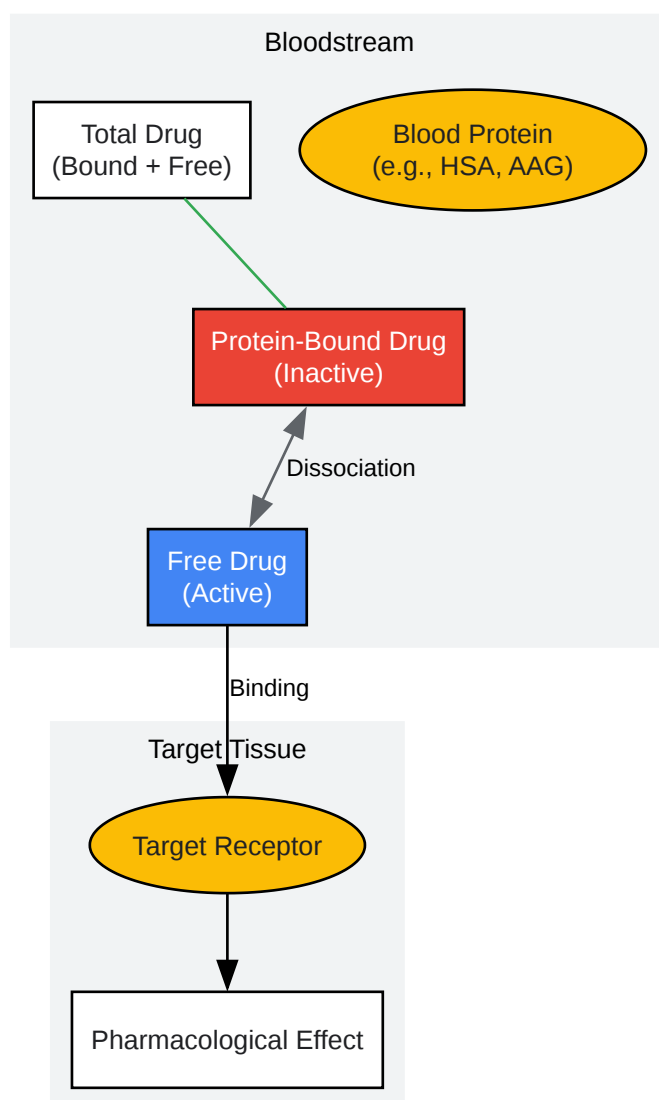 Bloodstream
Total Drug
(Bound + Free)
Blood Protein
(e.g., HSA, AAG)
Protein-Bound Drug
(Inactive)
Dissociation
Free Drug
(Active)
Binding
Target Tissue
Target Receptor
Pharmacological Effect